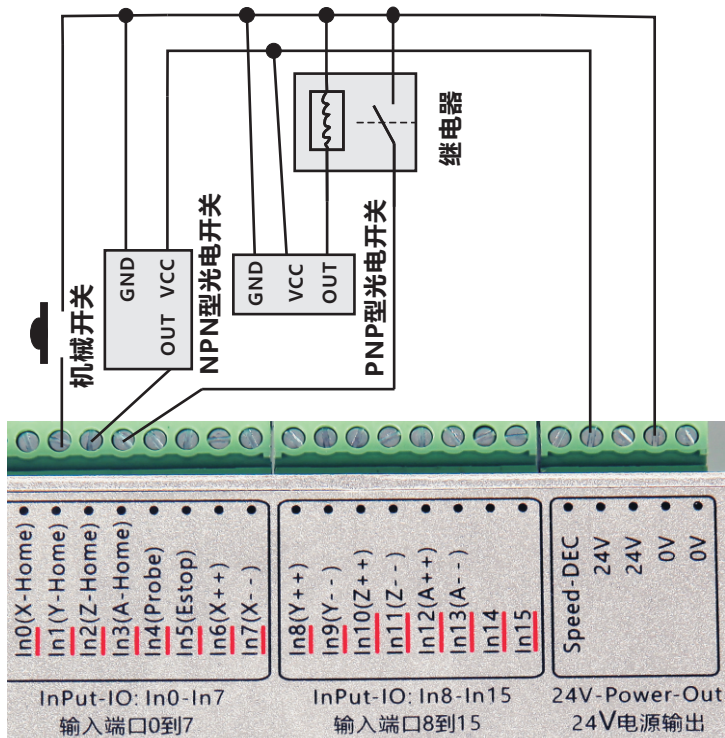 继电器
机械开关
GND
OUT VCC
NPN型光电开关
GND
VCC
OUT
PNP型光电开关
In0(X-Home)
In1(Y-Home)
In2(Z-Home)
In3(A-Home)
In4(Probe)
In5(Estop)
In6(X++)
In7(X--)
In8(Y++)
In9(Y--)
In10(Z++)
In11(Z--)
In12(A++)
In13(A--)
In14
In15
Speed-DEC
24V
24V
0V
0V
InPut-IO: In0-In7
输入端口0到7
InPut-IO: In8-In15
输入端口8到15
24V-Power-Out
24V电源输出